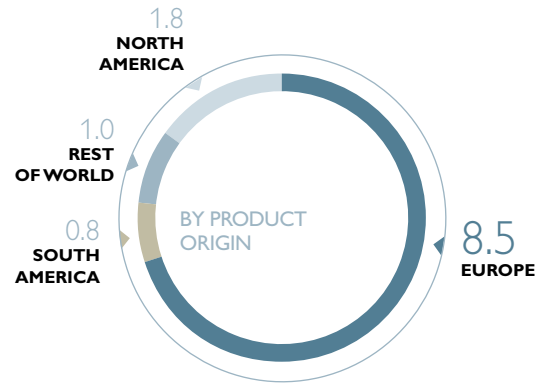 1.8
NORTH
AMERICA
1.0
REST
OF WORLD
0.8
SOUTH
AMERICA
BY PRODUCT
ORIGIN
8.5
EUROPE